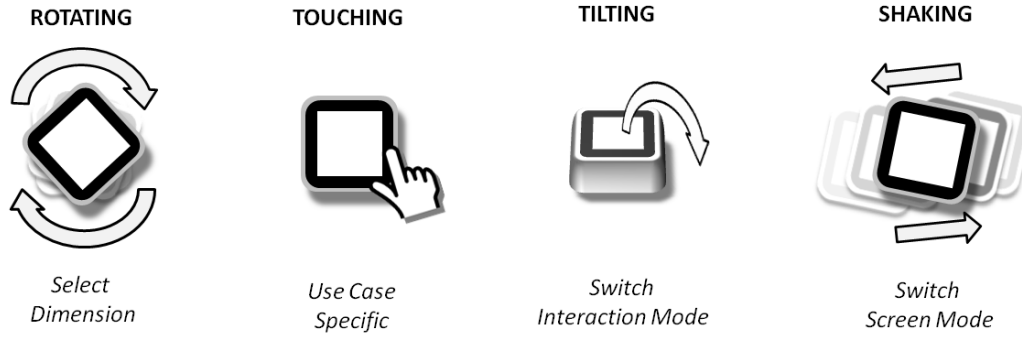 ROTATING
TOUCHING
TILTING
SHAKING
Select
Dimension
Use Case
Specific
Switch
Interaction Mode
Switch
Screen Mode